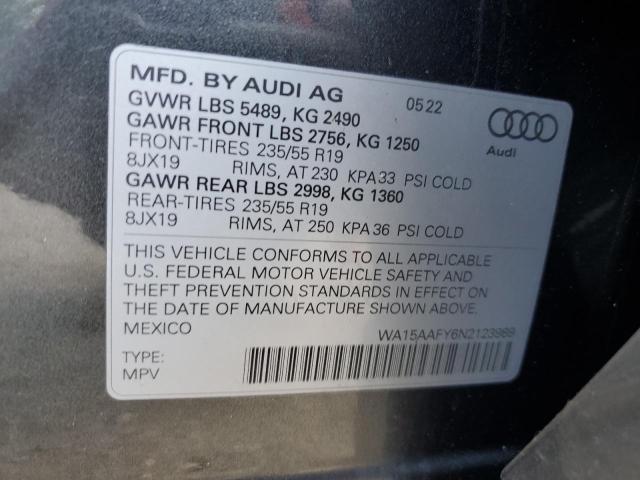 MFD. BY AUDI AG 05 22
GVWR LBS 5489, KG 2490
GAWR FRONT LBS 2756, KG 1250
FRONT-TIRES 235/55 R19
8JX19 RIMS, AT 230 KPA 33 PSI COLD
GAWR REAR LBS 2998, KG 1360
REAR-TIRES 235/55 R19
8JX19 RIMS, AT 250 KPA 36 PSI COLD
Audi
THIS VEHICLE CONFORMS TO ALL APPLICABLE
U.S. FEDERAL MOTOR VEHICLE SAFETY AND
THEFT PREVENTION STANDARDS IN EFFECT ON
THE DATE OF MANUFACTURE SHOWN ABOVE.
MEXICO
WA15AAFY6N2123989
TYPE:
MPV